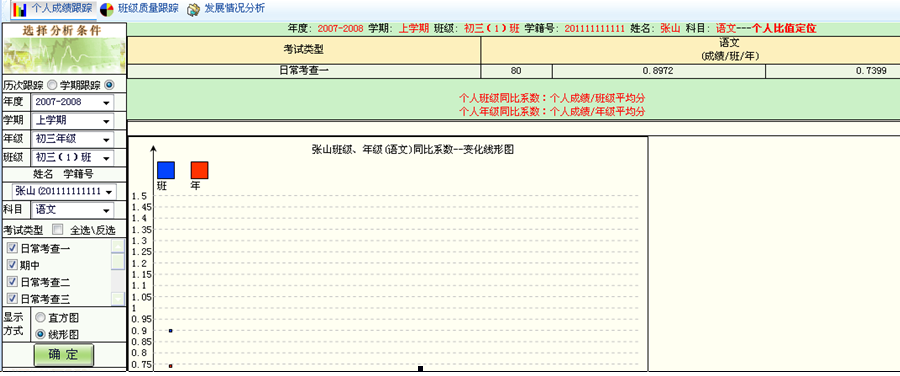 个人成绩跟踪 班级质量跟踪 发展情况分析
选择分析条件
历次跟踪 学期跟踪
年度 2007-2008
学期 上学期
年级 初三年级
班级 初三(1)班
姓名 学籍号
张山(201111111111
科目 语文
考试类型 全选\反选
日常考查一
期中
日常考查二
日常考查三
显示方式 直方图
线形图
确定
年度: 2007-2008 学期: 上学期 班级: 初三(1)班 学籍号: 201111111111 姓名: 张山 科目: 语文---个人比值定位
考试类型 语文
(成绩/班/年)
日常考查一 80 0.8972 0.7399
个人班级同比系数:个人成绩/班级平均分
个人年级同比系数:个人成绩/年级平均分
张山班级、年级(语文)同比系数--变化线形图
班 年
1.5
1.45
1.4
1.35
1.3
1.25
1.2
1.15
1.1
1.05
1
0.95
0.9
0.85
0.8
0.75